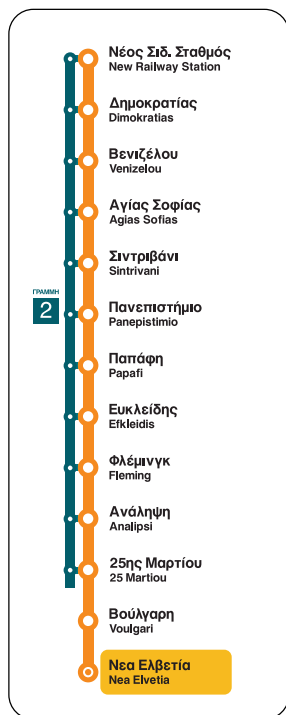 Νέος Σιδ. Σταθμός
New Railway Station
Δημοκρατίας
Dimokratias
Βενιζέλου
Venizelou
Αγίας Σοφίας
Agias Sofias
Σιντριβάνι
Sintrivani
ΓΡΑΜΜΗ
2
Πανεπιστήμιο
Panepistimio
Παπάφη
Papafi
Ευκλείδης
Efkleidis
Φλέμινγκ
Fleming
Ανάληψη
Analipsi
25ης Μαρτίου
25 Martiou
Βούλγαρη
Voulgari
Νεα Ελβετία
Nea Elvetia